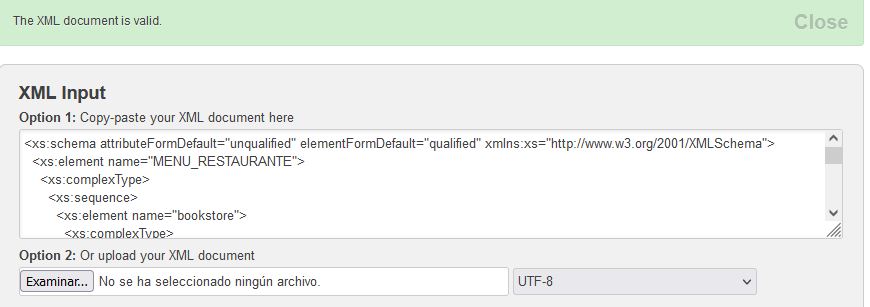 The XML document is valid.
Close
XML Input
Option 1: Copy-paste your XML document here
<xs:schema attributeFormDefault="unqualified" elementFormDefault="qualified" xmlns:xs="http://www.w3.org/2001/XMLSchema">
<xs:element name="MENU_RESTAURANTE">
<xs:complexType>
<xs:sequence>
<xs:element name="bookstore">
<xs:complexType>
Option 2: Or upload your XML document
Examinar... No se ha seleccionado ningún archivo.
UTF-8